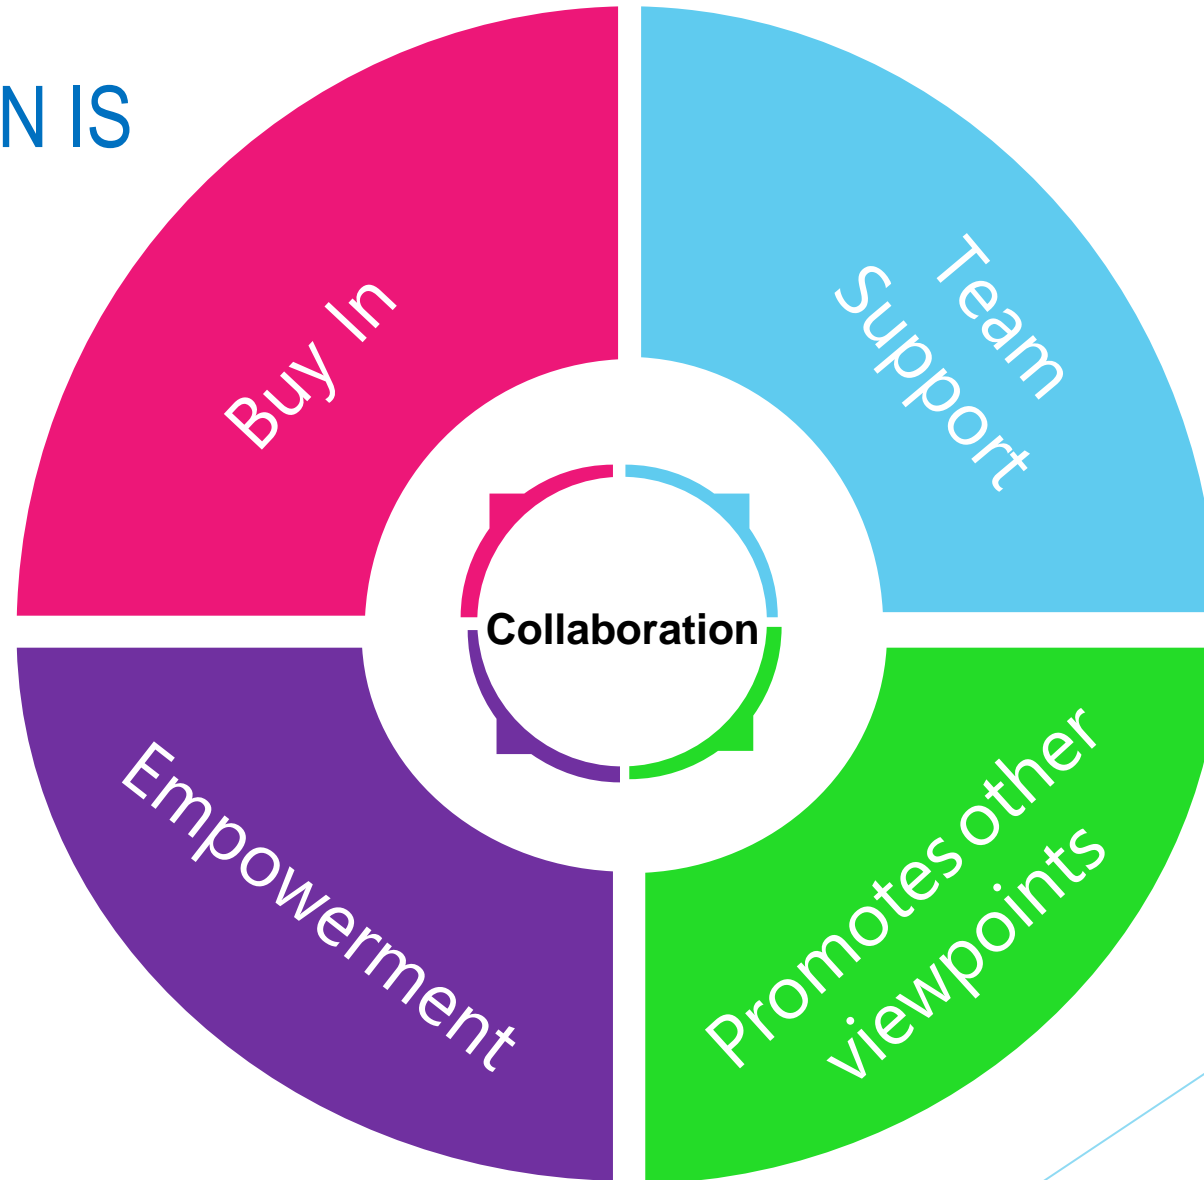 N IS
Buy In
Team
Support
Collaboration
Empowerment
Promotes other
viewpoints